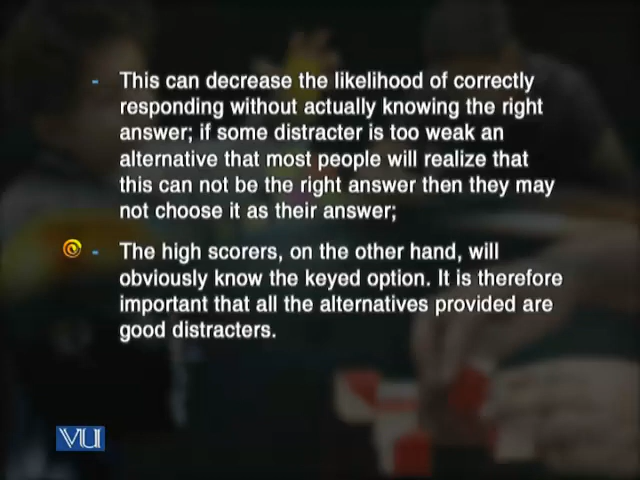 - This can decrease the likelihood of correctly
responding without actually knowing the right
answer; if some distracter is too weak an
alternative that most people will realize that
this can not be the right answer then they may
not choose it as their answer;
- The high scorers, on the other hand, will
obviously know the keyed option. It is therefore
important that all the alternatives provided are
good distracters.
VU